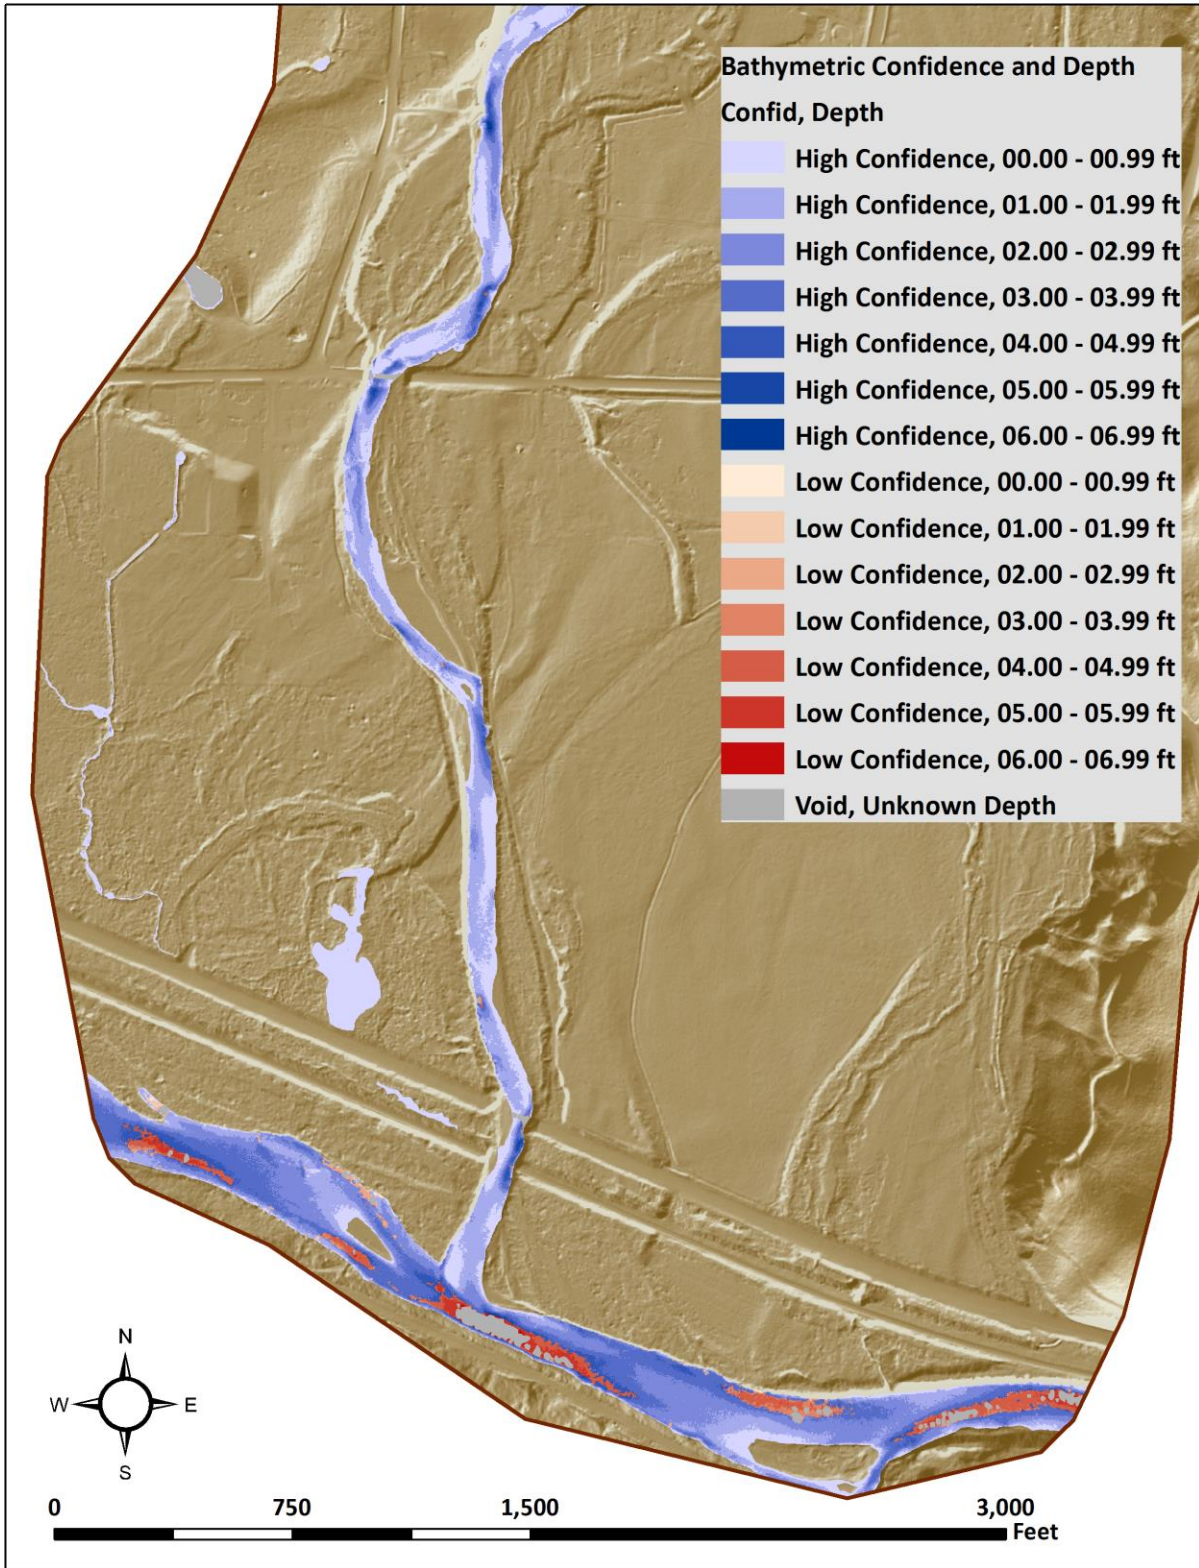 Bathymetric Confidence and Depth
Confid, Depth
High Confidence, 00.00 - 00.99 ft
High Confidence, 01.00 - 01.99 ft
High Confidence, 02.00 - 02.99 ft
High Confidence, 03.00 - 03.99 ft
High Confidence, 04.00 - 04.99 ft
High Confidence, 05.00 - 05.99 ft
High Confidence, 06.00 - 06.99 ft
Low Confidence, 00.00 - 00.99 ft
Low Confidence, 01.00 - 01.99 ft
Low Confidence, 02.00 - 02.99 ft
Low Confidence, 03.00 - 03.99 ft
Low Confidence, 04.00 - 04.99 ft
Low Confidence, 05.00 - 05.99 ft
Low Confidence, 06.00 - 06.99 ft
Void, Unknown Depth
N
W E
S
0 750 1,500 3,000
Feet